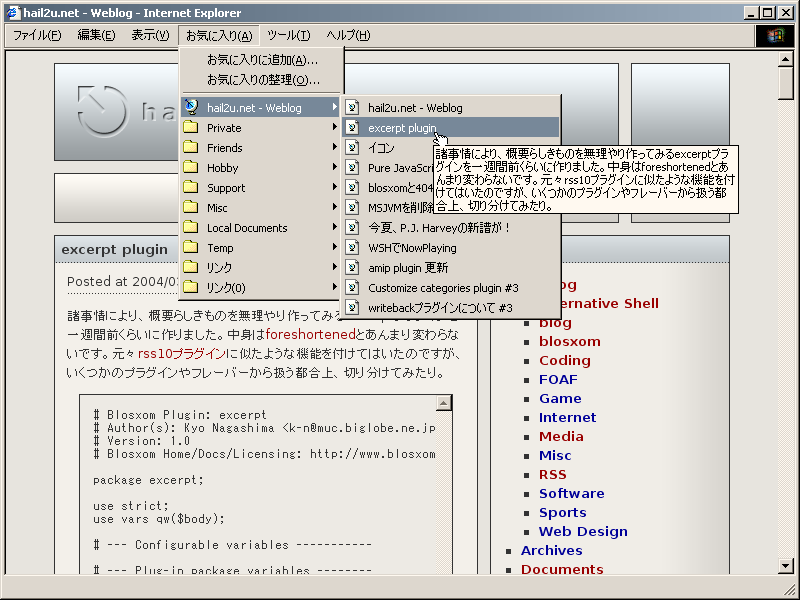 hail2u.net - Weblog - Internet Explorer
ファイル(F) 編集(E) 表示(V) お気に入り(A) ツール(T) ヘルプ(H)
お気に入りに追加(A)...
お気に入りの整理(O)...
hail2u.net - Weblog
Private
Friends
Hobby
Support
Misc
Local Documents
Temp
リンク
リンク(0)
hail2u.net - Weblog
excerpt plugin
イコン
Pure JavaScri
blosxomと404
MSJVMを削除
今夏、P.J. Harveyの新譜が！
WSHでNowPlaying
amip plugin 更新
Customize categories plugin #3
writebackプラグインについて #3
諸事情により、概要らしきものを無理やり作ってみるexcerptプラ
グインを一週間前くらいに作りました。中身はforeshortenedとあ
んまり変わらないです。元々rss10プラグインに似たような機能を付
けてはいたのですが、いくつかのプラグインやフレーバーから扱う都
合上、切り分けてみたり。
ha
excerpt plugin
Posted at 2004/03
諸事情により、概要らしきものを無理やり作ってみる
一週間前くらいに作りました。中身はforeshortenedとあんまり変わらな
いです。元々rss10プラグインに似たような機能を付けてはいたのですが、
いくつかのプラグインやフレーバーから扱う都合上、切り分けてみたり。
# Blosxom Plugin: excerpt
# Author(s): Kyo Nagashima <k-n@muc.biglobe.ne.jp
# Version: 1.0
# Blosxom Home/Docs/Licensing: http://www.blosxom
package excerpt;
use strict;
use vars qw($body);
# --- Configurable variables -----------
# --- Plug-in package variables --------
og
ernative Shell
blog
blosxom
Coding
FOAF
Game
Internet
Media
Misc
RSS
Software
Sports
Web Design
Archives
Documents